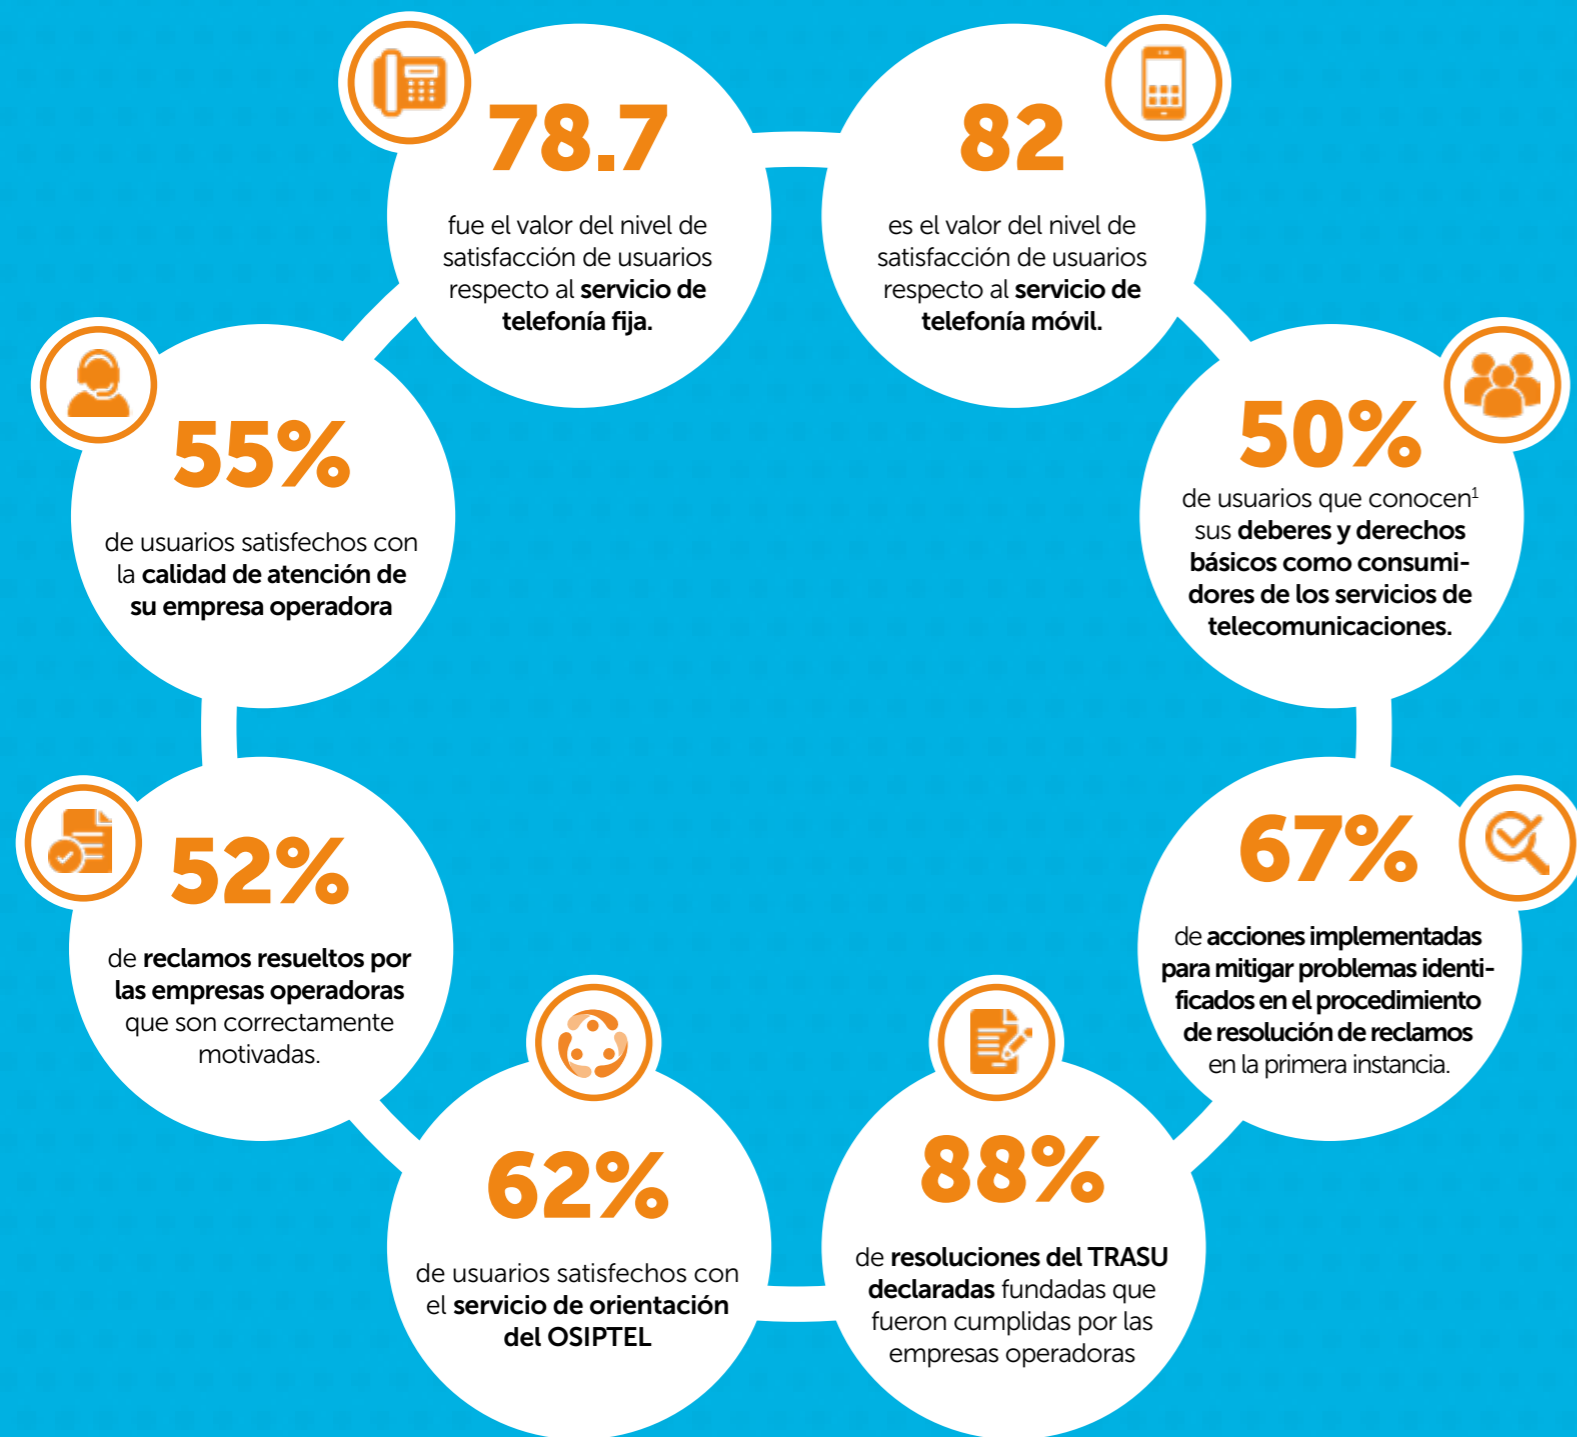 78.7
fue el valor del nivel de
satisfacción de usuarios
respecto al servicio de
telefonía fija.
82
es el valor del nivel de
satisfacción de usuarios
respecto al servicio de
telefonía móvil.
55%
de usuarios satisfechos con
la calidad de atención de
su empresa operadora
50%
de usuarios que conocen¹
sus deberes y derechos
básicos como consumi-
dores de los servicios de
telecomunicaciones.
52%
de reclamos resueltos por
las empresas operadoras
que son correctamente
motivadas.
67%
de acciones implementadas
para mitigar problemas identi-
ficados en el procedimiento
de resolución de reclamos
en la primera instancia.
62%
de usuarios satisfechos con
el servicio de orientación
del OSIPTEL
88%
de resoluciones del TRASU
declaradas fundadas que
fueron cumplidas por las
empresas operadoras